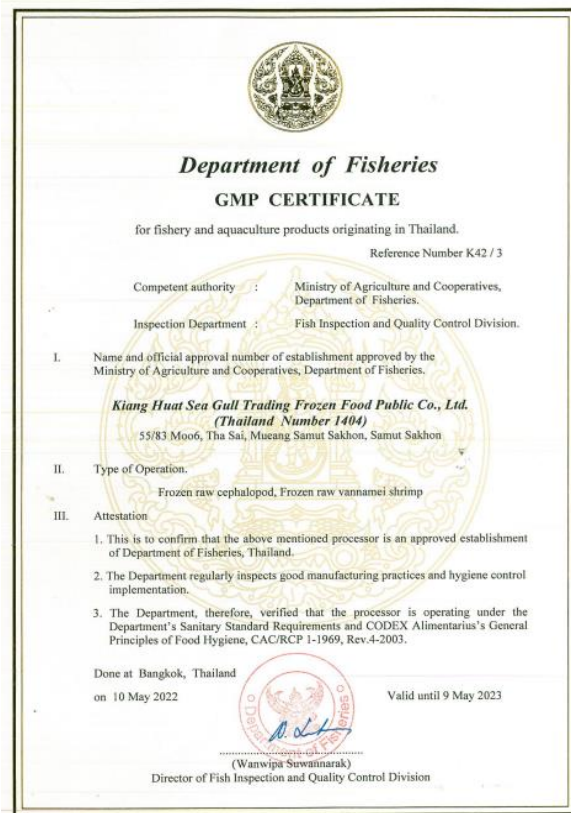 Department of Fisheries
GMP CERTIFICATE
for fishery and aquaculture products originating in Thailand.
Reference Number K42 / 3
Competent authority : Ministry of Agriculture and Cooperatives,
Department of Fisheries.
Inspection Department : Fish Inspection and Quality Control Division.
I. Name and official approval number of establishment approved by the
Ministry of Agriculture and Cooperatives, Department of Fisheries.
Kiang Huat Sea Gull Trading Frozen Food Public Co., Ltd.
(Thailand Number 1404)
55/83 Moo6, Tha Sai, Mueang Samut Sakhon, Samut Sakhon
II. Type of Operation.
Frozen raw cephalopod, Frozen raw vannamei shrimp
III. Attestation
1. This is to confirm that the above mentioned processor is an approved establishment
of Department of Fisheries, Thailand.
2. The Department regularly inspects good manufacturing practices and hygiene control
implementation.
3. The Department, therefore, verified that the processor is operating under the
Department's Sanitary Standard Requirements and CODEX Alimentarius's General
Principles of Food Hygiene, CAC/RCP 1-1969, Rev.4-2003.
Done at Bangkok, Thailand
on 10 May 2022
Valid until 9 May 2023
Department of Fisheries
(Wanwipa Suwannarak)
Director of Fish Inspection and Quality Control Division